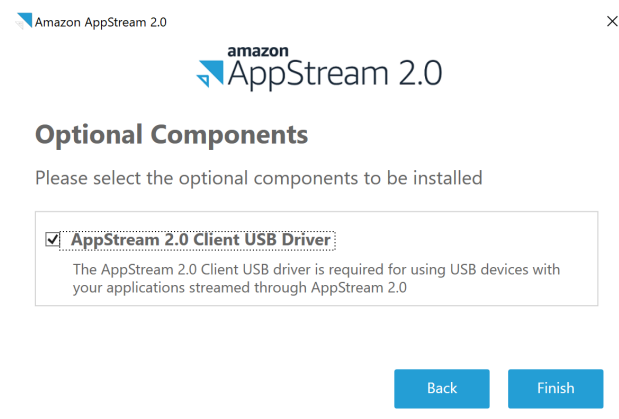 Amazon AppStream 2.0
amazon
AppStream 2.0
Optional Components
Please select the optional components to be installed
AppStream 2.0 Client USB Driver
The AppStream 2.0 Client USB driver is required for using USB devices with
your applications streamed through AppStream 2.0
Back
Finish